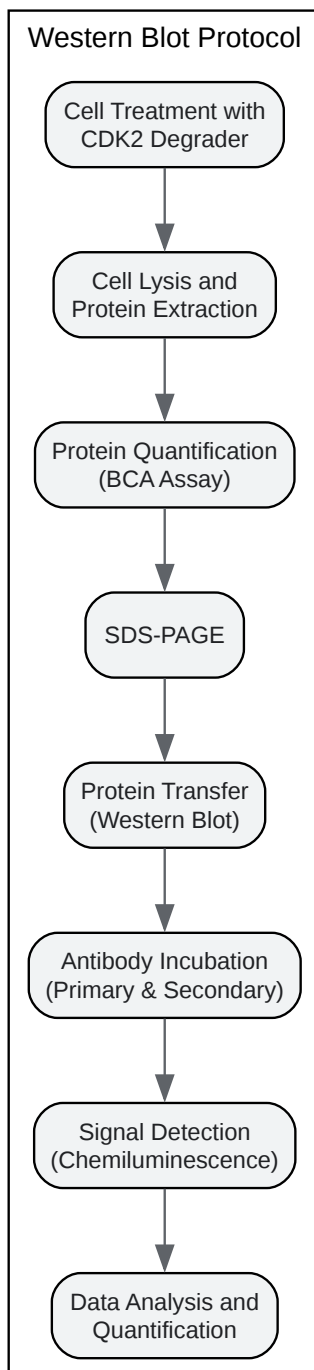 Western Blot Protocol
Cell Treatment with
CDK2 Degrader
Cell Lysis and
Protein Extraction
Protein Quantification
(BCA Assay)
SDS-PAGE
Protein Transfer
(Western Blot)
Antibody Incubation
(Primary & Secondary)
Signal Detection
(Chemiluminescence)
Data Analysis and
Quantification